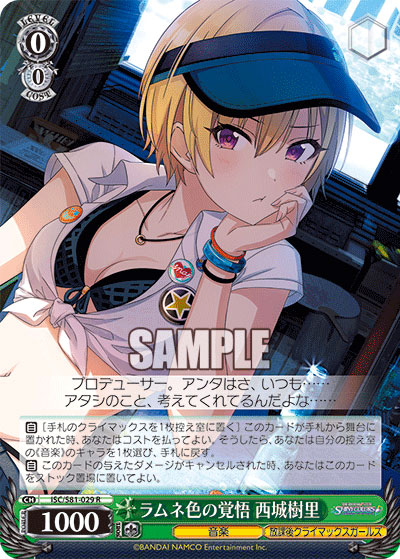 LEVEL
0
0
COST
SAMPLE
プロデューサー。アンタはさ、いつも……
アタシのこと、考えてくれてるんだよな……
自【手札のクライマックスを1枚控え室に置く】このカードが手札から舞台に
置かれた時、あなたはコストを払ってよい。そうしたら、あなたは自分の控え室
の《音楽》のキャラを1枚選び、手札に戻す。
自 このカードの与えたダメージがキャンセルされた時、あなたはこのカードを
ストック置場に置いてよい。
CH
ISC/S81-029 R
ラムネ色の覚悟 西城樹里
SHINY COLORS
1000
音楽
放課後クライマックスガールズ
©BANDAI NAMCO Entertainment Inc.